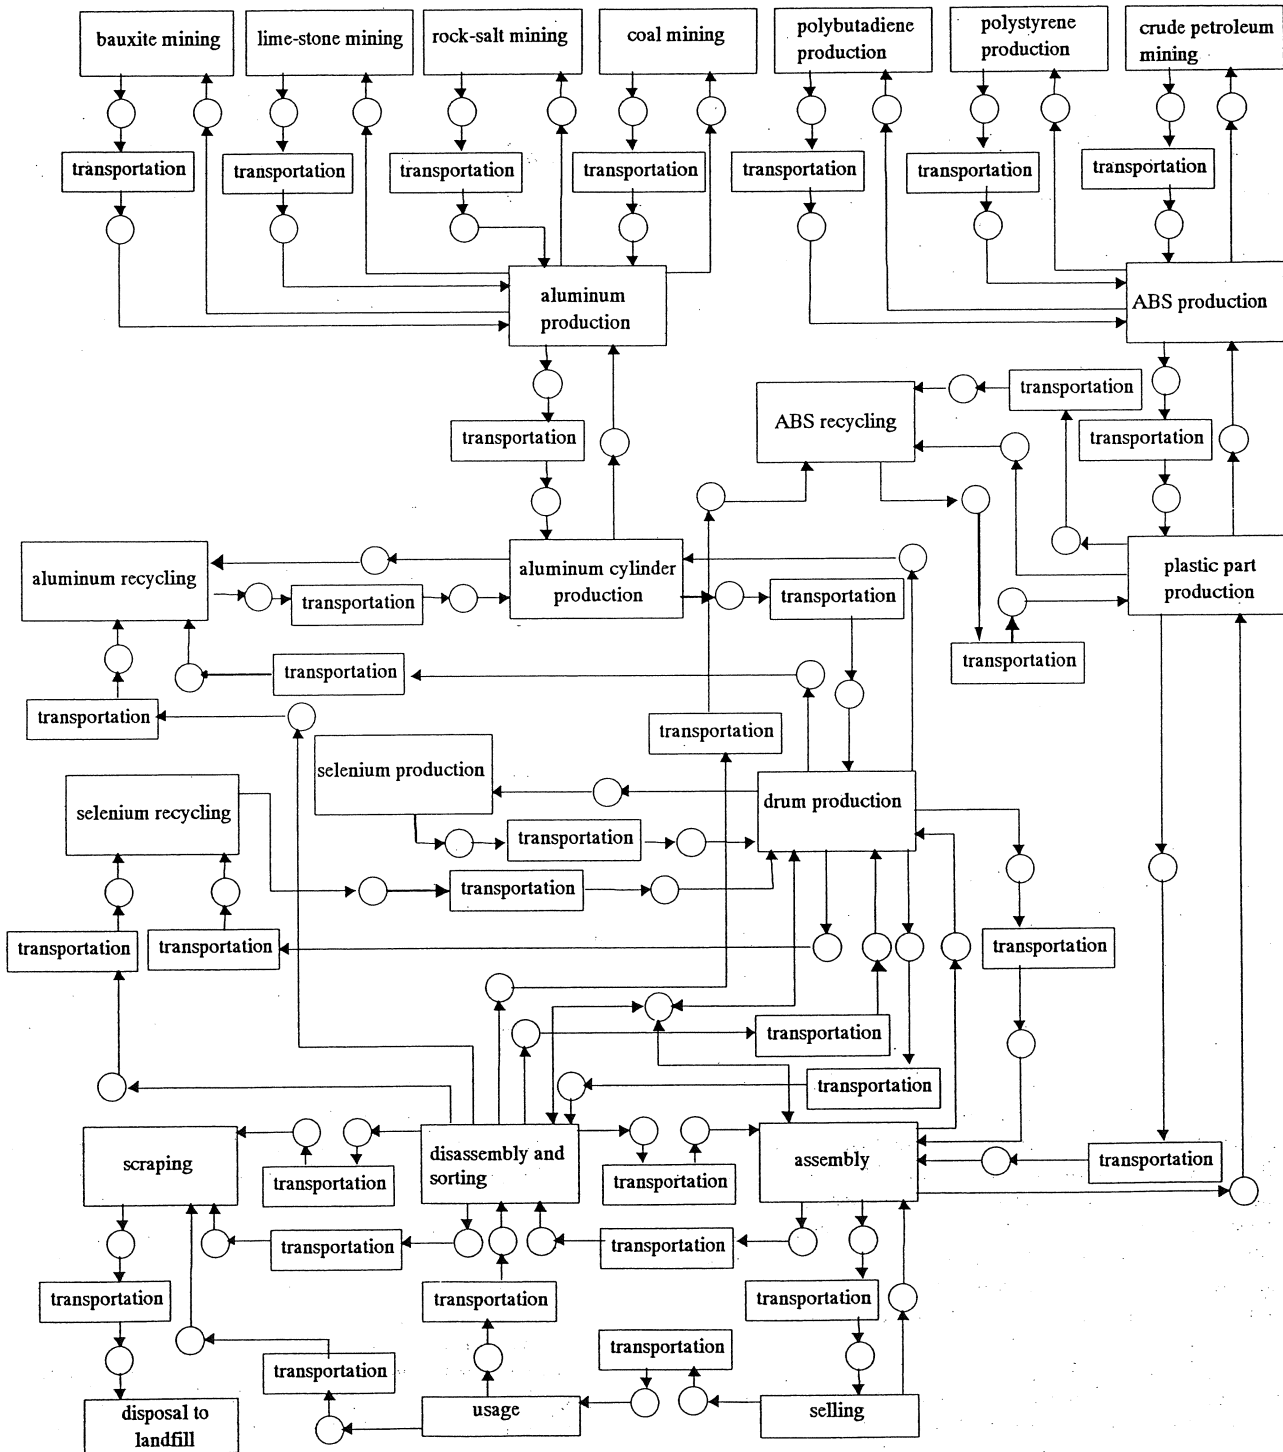 bauxite mining
lime-stone mining
rock-salt mining
coal mining
polybutadiene
production
polystyrene
production
crude petroleum
mining
transportation
transportation
transportation
transportation
transportation
transportation
transportation
aluminum
production
ABS production
transportation
ABS recycling
transportation
transportation
aluminum recycling
transportation
aluminum cylinder
production
transportation
plastic part
production
transportation
transportation
transportation
transportation
selenium production
drum production
selenium recycling
transportation
transportation
transportation
transportation
transportation
transportation
transportation
scraping
transportation
disassembly and
sorting
transportation
assembly
transportation
transportation
transportation
transportation
transportation
transportation
transportation
transportation
disposal to
landfill
usage
selling